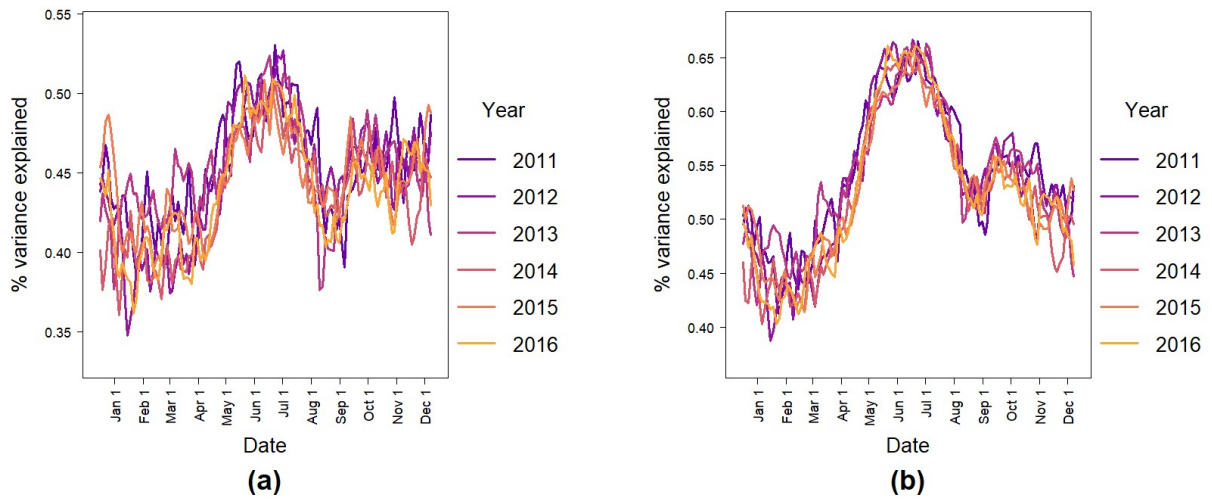 0.55
0.50
0.45
0.40
0.35
% variance explained
Jan 1
Feb 1
Mar 1
Apr 1
May 1
Jun 1
Jul 1
Aug 1
Sep 1
Oct 1
Nov 1
Dec 1
Date
(a)
Year
2011
2012
2013
2014
2015
2016
0.65
0.60
0.55
0.50
0.45
0.40
% variance explained
Jan 1
Feb 1
Mar 1
Apr 1
May 1
Jun 1
Jul 1
Aug 1
Sep 1
Oct 1
Nov 1
Dec 1
Date
(b)
Year
2011
2012
2013
2014
2015
2016